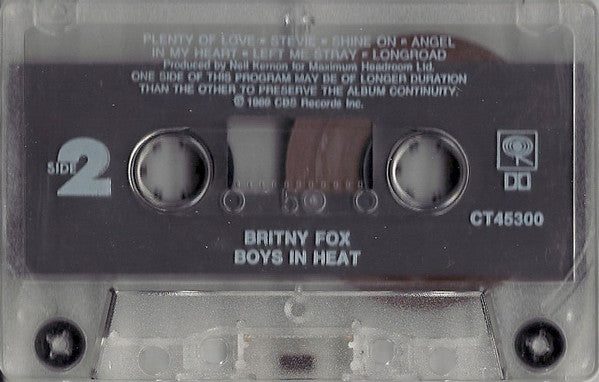 PLENTY OF LOVE • STEVIE • SHINE ON • ANGEL
IN MY HEART • LEFT ME STRAY • LONGROAD
Produced by Neil Kernon for Maximum Headroom Ltd.
ONE SIDE OF THIS PROGRAM MAY BE OF LONGER DURATION
THAN THE OTHER TO PRESERVE THE ALBUM CONTINUITY.
℗ 1989 CBS Records Inc.
SIDE 2
CT45300
BRITNY FOX
BOYS IN HEAT